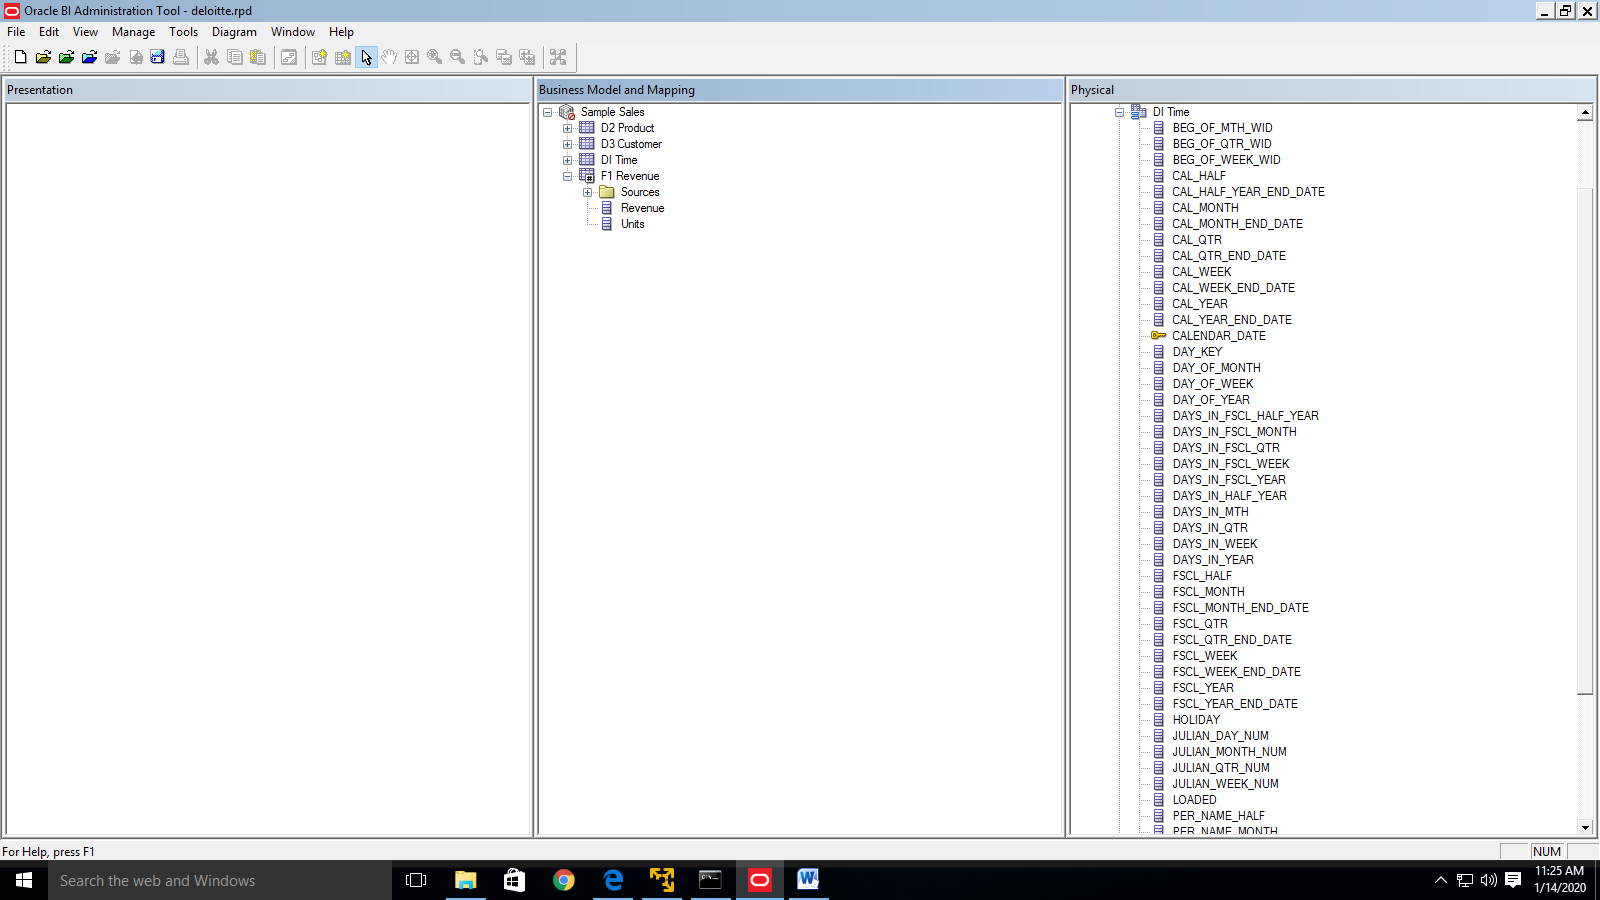 Oracle BI Administration Tool - deloitte.rpd
File Edit View Manage Tools Diagram Window Help
Presentation
Business Model and Mapping
Sample Sales
D2 Product
D3 Customer
DI Time
F1 Revenue
Sources
Revenue
Units
Physical
DI Time
BEG_OF_MTH_WID
BEG_OF_QTR_WID
BEG_OF_WEEK_WID
CAL_HALF
CAL_HALF_YEAR_END_DATE
CAL_MONTH
CAL_MONTH_END_DATE
CAL_QTR
CAL_QTR_END_DATE
CAL_WEEK
CAL_WEEK_END_DATE
CAL_YEAR
CAL_YEAR_END_DATE
CALENDAR_DATE
DAY_KEY
DAY_OF_MONTH
DAY_OF_WEEK
DAY_OF_YEAR
DAYS_IN_FSCL_HALF_YEAR
DAYS_IN_FSCL_MONTH
DAYS_IN_FSCL_QTR
DAYS_IN_FSCL_WEEK
DAYS_IN_FSCL_YEAR
DAYS_IN_HALF_YEAR
DAYS_IN_MTH
DAYS_IN_QTR
DAYS_IN_WEEK
DAYS_IN_YEAR
FSCL_HALF
FSCL_MONTH
FSCL_MONTH_END_DATE
FSCL_QTR
FSCL_QTR_END_DATE
FSCL_WEEK
FSCL_WEEK_END_DATE
FSCL_YEAR
FSCL_YEAR_END_DATE
HOLIDAY
JULIAN_DAY_NUM
JULIAN_MONTH_NUM
JULIAN_QTR_NUM
JULIAN_WEEK_NUM
LOADED
PER_NAME_HALF
PER_NAME_MONTH
For Help, press F1
NUM
Search the web and Windows
11:25 AM
1/14/2020